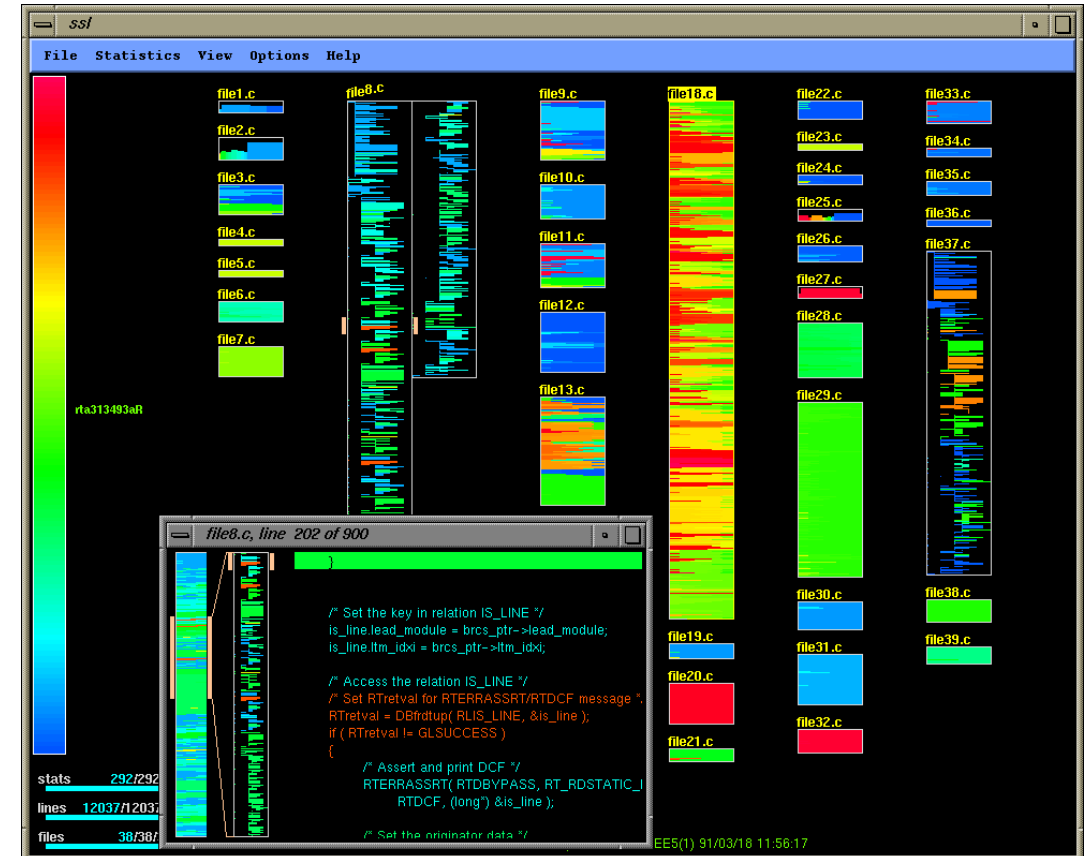 ssl
File Statistics View Options Help
file1.c
file2.c
file3.c
file4.c
file5.c
file6.c
file7.c
file8.c
file9.c
file10.c
file11.c
file12.c
file13.c
file18.c
file19.c
file20.c
file21.c
file22.c
file23.c
file24.c
file25.c
file26.c
file27.c
file28.c
file29.c
file30.c
file31.c
file32.c
file33.c
file34.c
file35.c
file36.c
file37.c
file38.c
file39.c
rta313493aR
stats 292/292
lines 12037/12037
files 38/38/
file8.c, line 202 of 900
}
/* Set the key in relation IS_LINE */
is_line.lead_module = brcs_ptr->lead_module;
is_line.ltm_idxi = brcs_ptr->ltm_idxi;
/* Access the relation IS_LINE */
/* Set RTretval for RTERRASSRT/RTDCF message *
RTretval = DBfrdtup( RLIS_LINE, &is_line );
if ( RTretval != GLSUCCESS )
{
/* Assert and print DCF */
RTERRASSRT( RTDBYPASS, RT_RDSTATIC_
RTDCF, (long*) &is_line );
/* Set the originator data */
EE5(1) 91/03/18 11:56:17